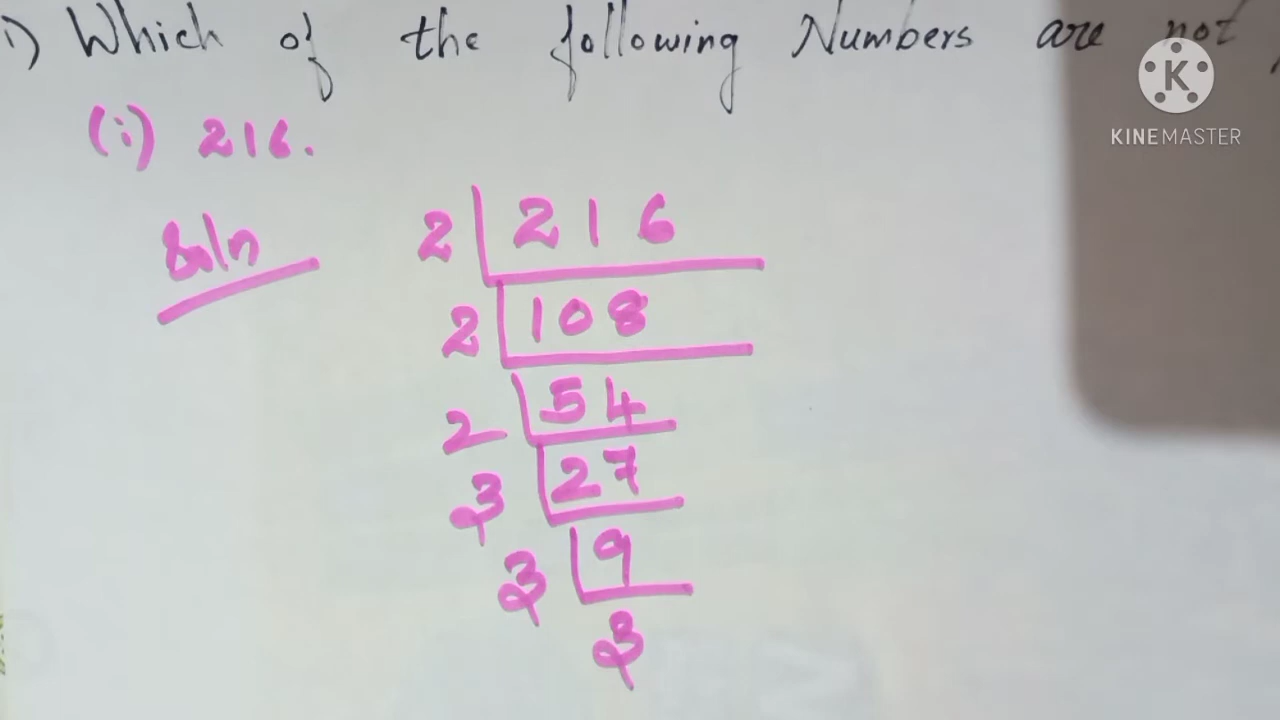 i) Which of the following Numbers are not
(i) 216.
Soln
2 216
2 108
2 54
3 27
3 9
3
KINEMASTER